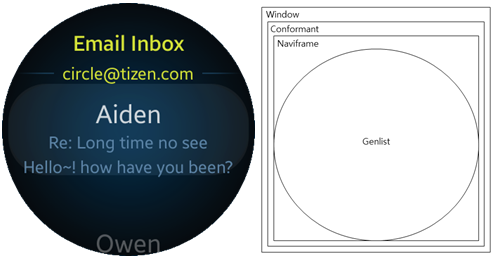 Email Inbox
circle@tizen.com
Aiden
Re: Long time no see
Hello~! how have you been?
Owen
Window
Conformant
Naviframe
Genlist